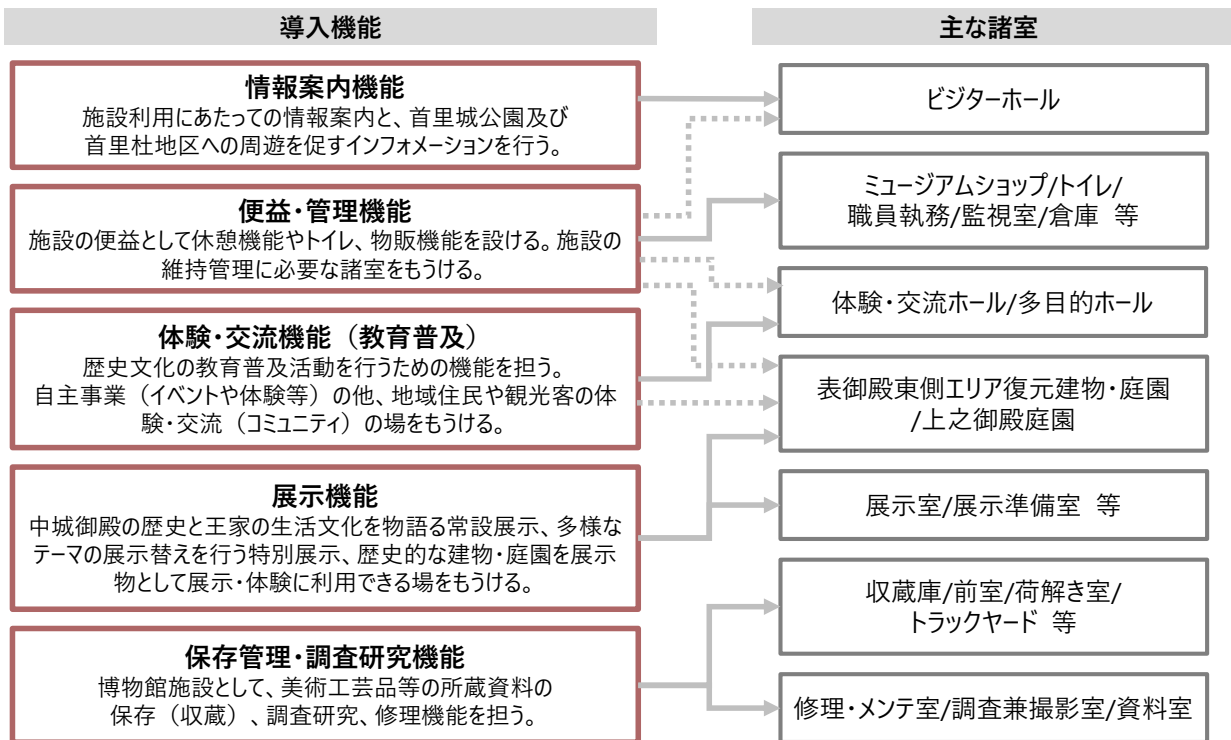 導入機能
情報案内機能
施設利用にあたっての情報案内と、首里城公園及び
首里杜地区への周遊を促すインフォメーションを行う。
便益・管理機能
施設の便益として休憩機能やトイレ、物販機能を設ける。施設の
維持管理に必要な諸室をもうける。
体験・交流機能（教育普及）
歴史文化の教育普及活動を行うための機能を担う。
自主事業（イベントや体験等）の他、地域住民や観光客の体
験・交流（コミュニティ）の場をもうける。
展示機能
中城御殿の歴史と王家の生活文化を物語る常設展示、多様な
テーマの展示替えを行う特別展示、歴史的な建物・庭園を展示
物として展示・体験に利用できる場をもうける。
保存管理・調査研究機能
博物館施設として、美術工芸品等の所蔵資料の
保存（収蔵）、調査研究、修理機能を担う。
主な諸室
ビジターホール
ミュージアムショップ/トイレ/
職員執務/監視室/倉庫 等
体験・交流ホール/多目的ホール
表御殿東側エリア復元建物・庭園
/上之御殿庭園
展示室/展示準備室 等
収蔵庫/前室/荷解き室/
トラックヤード 等
修理・メンテ室/調査兼撮影室/資料室